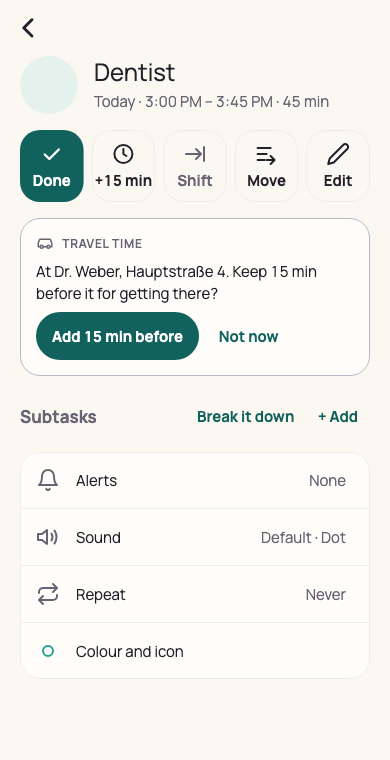 Dentist
Today · 3:00 PM – 3:45 PM · 45 min
Done
+15 min
Shift
Move
Edit
TRAVEL TIME
At Dr. Weber, Hauptstraße 4. Keep 15 min
before it for getting there?
Add 15 min before
Not now
Subtasks
Break it down
+ Add
Alerts
None
Sound
Default · Dot
Repeat
Never
Colour and icon